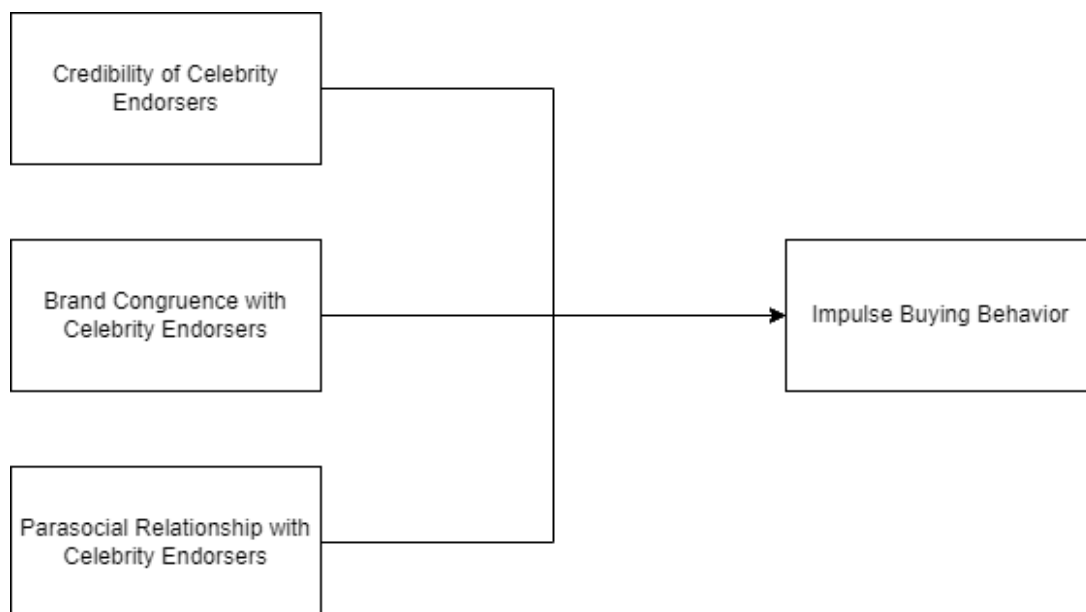 Credibility of Celebrity
Endorsers
Brand Congruence with
Celebrity Endorsers
Impulse Buying Behavior
Parasocial Relationship with
Celebrity Endorsers